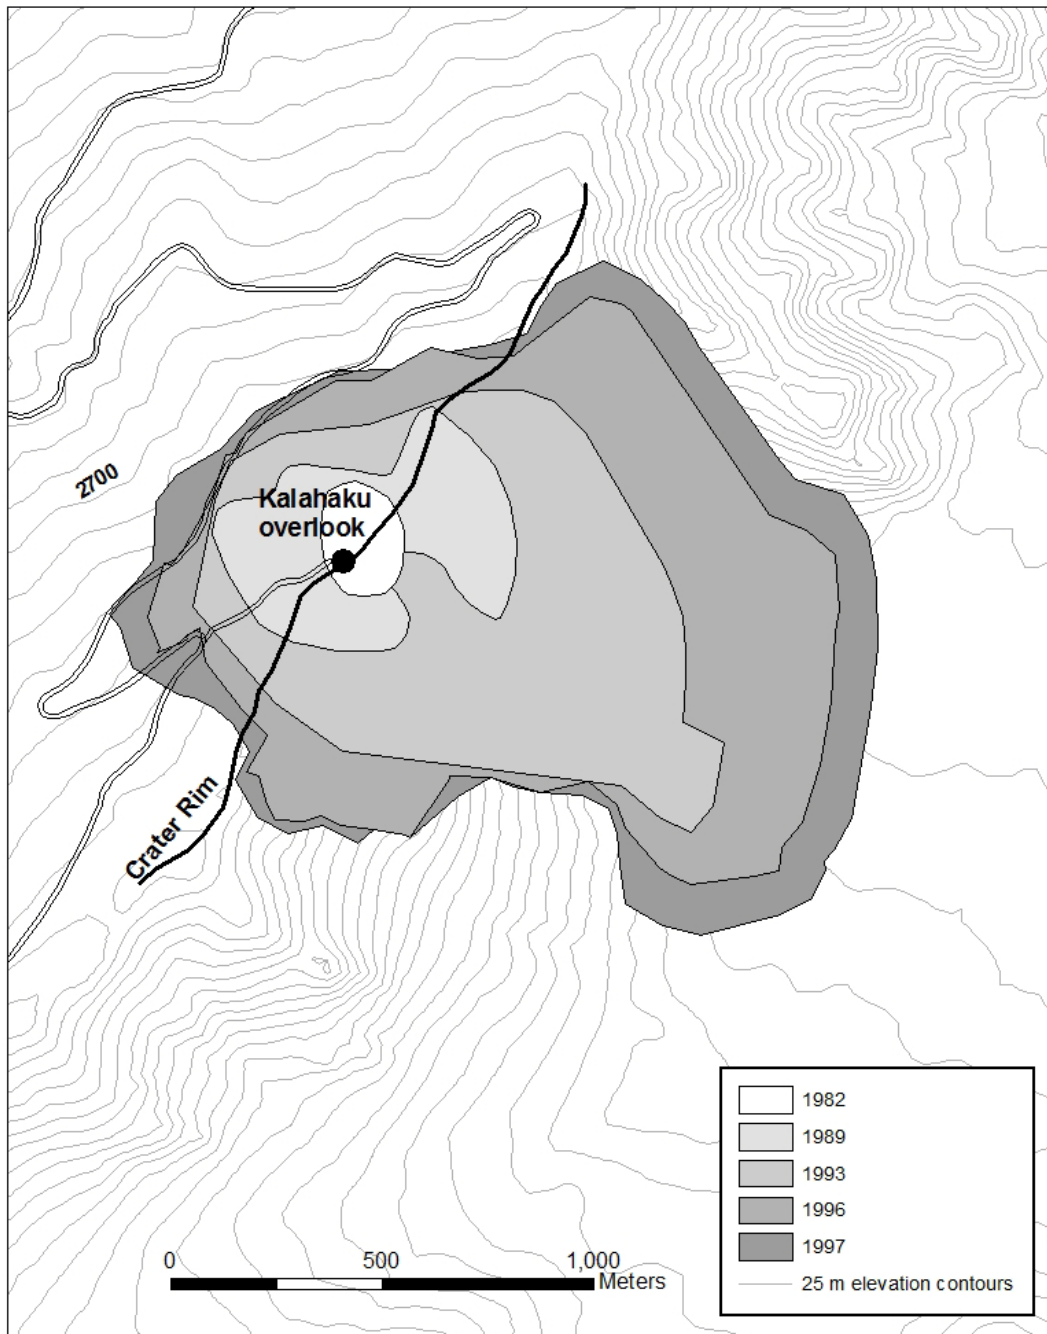 2700
Kalahaku
overlook
Crater Rim
1982
1989
1993
1996
1997
25 m elevation contours
0 500 1,000
Meters